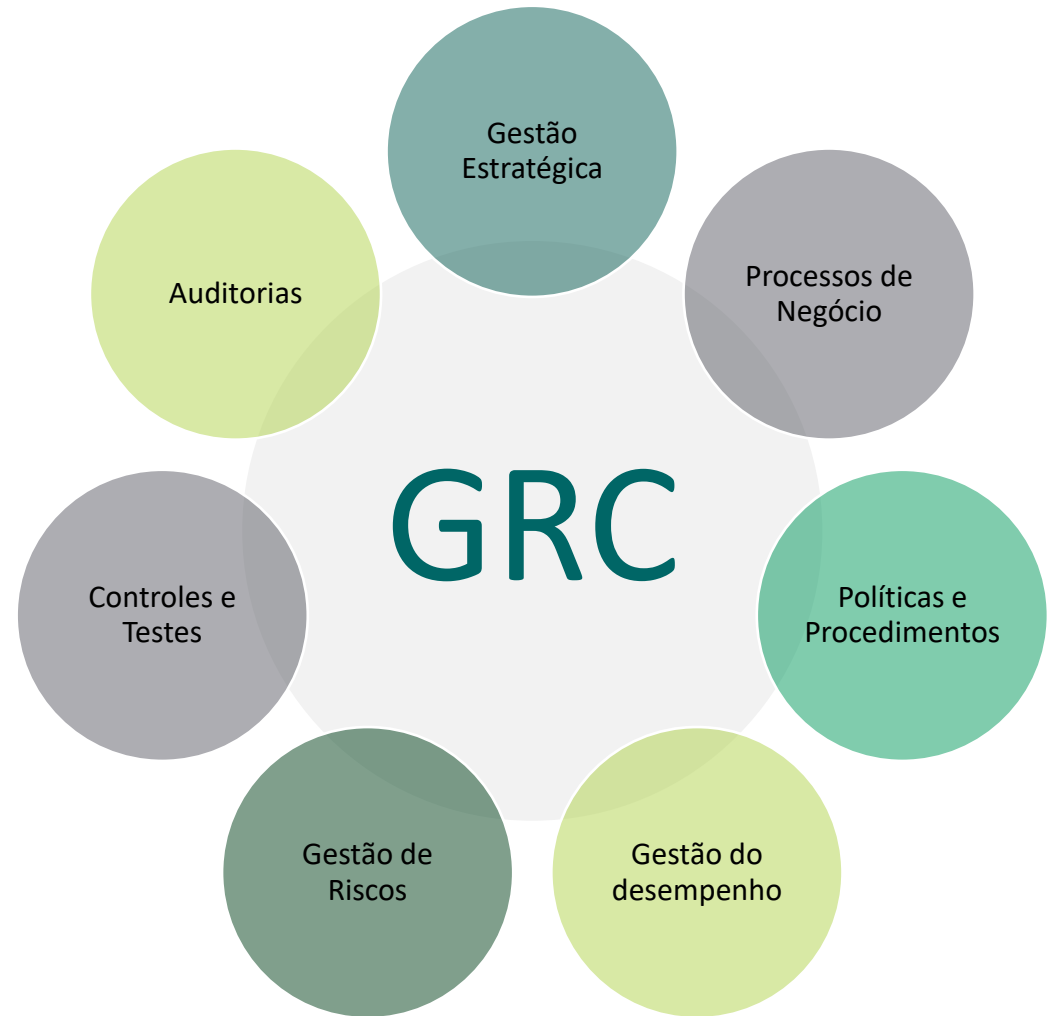 Gestão
Estratégica
Processos de
Negócio
Políticas e
Procedimentos
Gestão do
desempenho
Gestão de
Riscos
Controles e
Testes
Auditorias
GRC